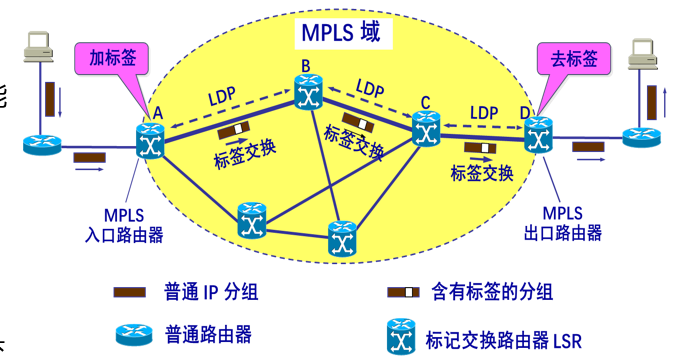 MPLS 域
加标签
去标签
能
B
LDP
LDP
A
C
LDP
D
标签交换
标签交换
标签交换
MPLS
入口路由器
MPLS
出口路由器
普通 IP 分组
含有标签的分组
普通路由器
标记交换路由器 LSR